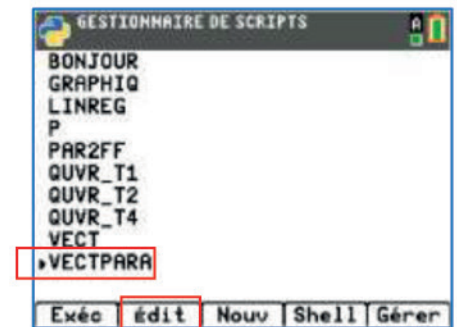 GESTIONNAIRE DE SCRIPTS A
BONJOUR
GRAPHIQ
LINREG
P
PAR2FF
QUVR_T1
QUVR_T2
QUVR_T4
VECT
VECTPARA
Exéc édit Nouv Shell Gérer